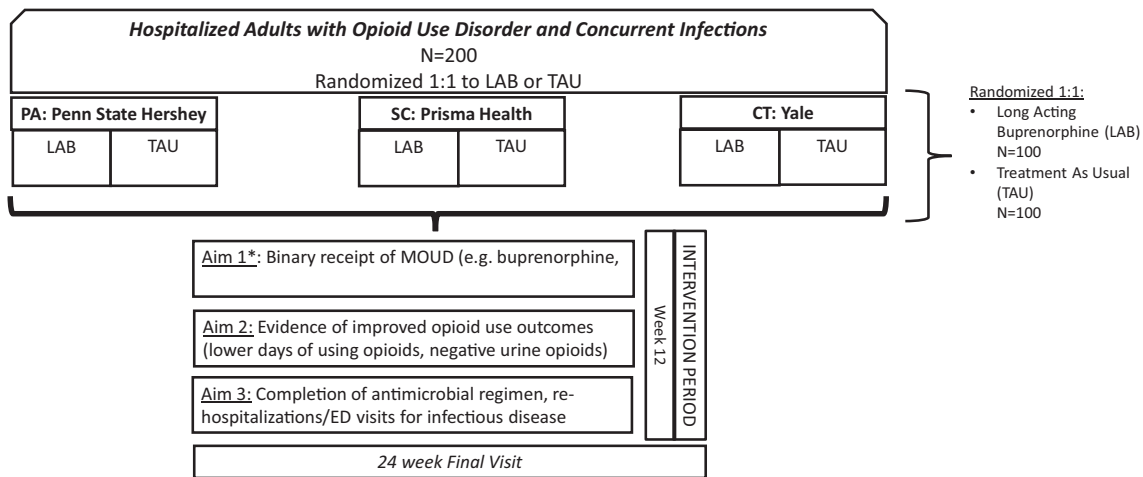 Hospitalized Adults with Opioid Use Disorder and Concurrent Infections
N=200
Randomized 1:1 to LAB or TAU
PA: Penn State Hershey
LAB TAU
SC: Prisma Health
LAB TAU
CT: Yale
LAB TAU
Randomized 1:1:
• Long Acting
Buprenorphine (LAB)
N=100
• Treatment As Usual
(TAU)
N=100
Aim 1*: Binary receipt of MOUD (e.g. buprenorphine,
Aim 2: Evidence of improved opioid use outcomes
(lower days of using opioids, negative urine opioids)
Aim 3: Completion of antimicrobial regimen, re-
hospitalizations/ED visits for infectious disease
Week 12
INTERVENTION PERIOD
24 week Final Visit